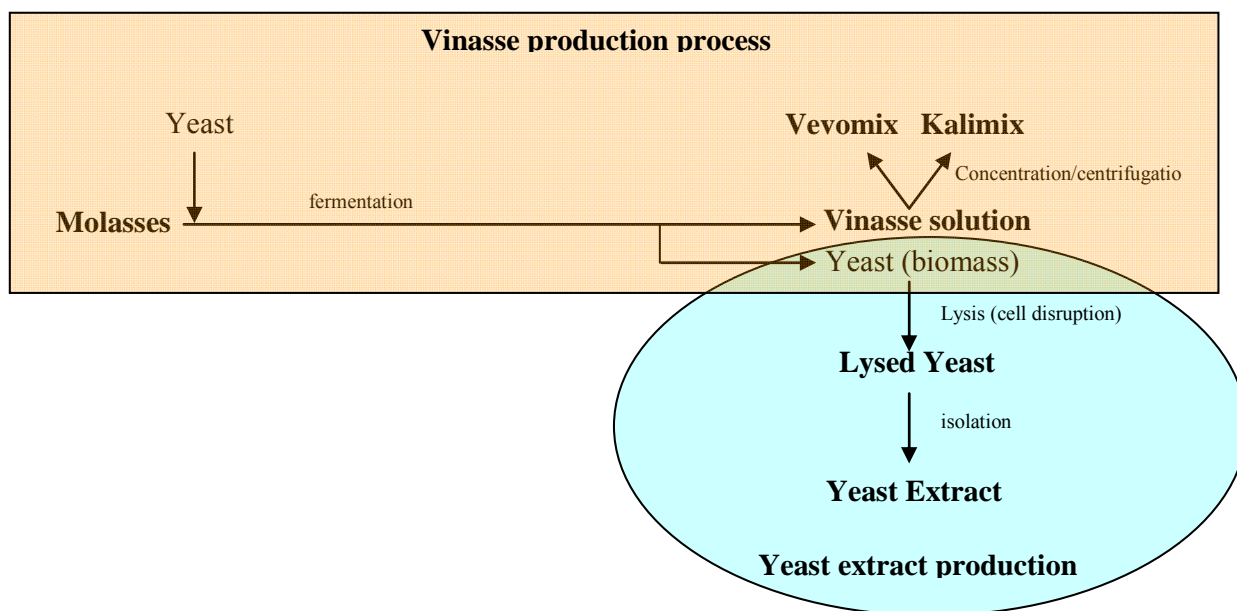 Vinasse production process
Yeast
Vevomix Kalimix
Concentration/centrifugatio
fermentation
Molasses
Vinasse solution
Yeast (biomass)
Lysis (cell disruption)
Lysed Yeast
isolation
Yeast Extract
Yeast extract production